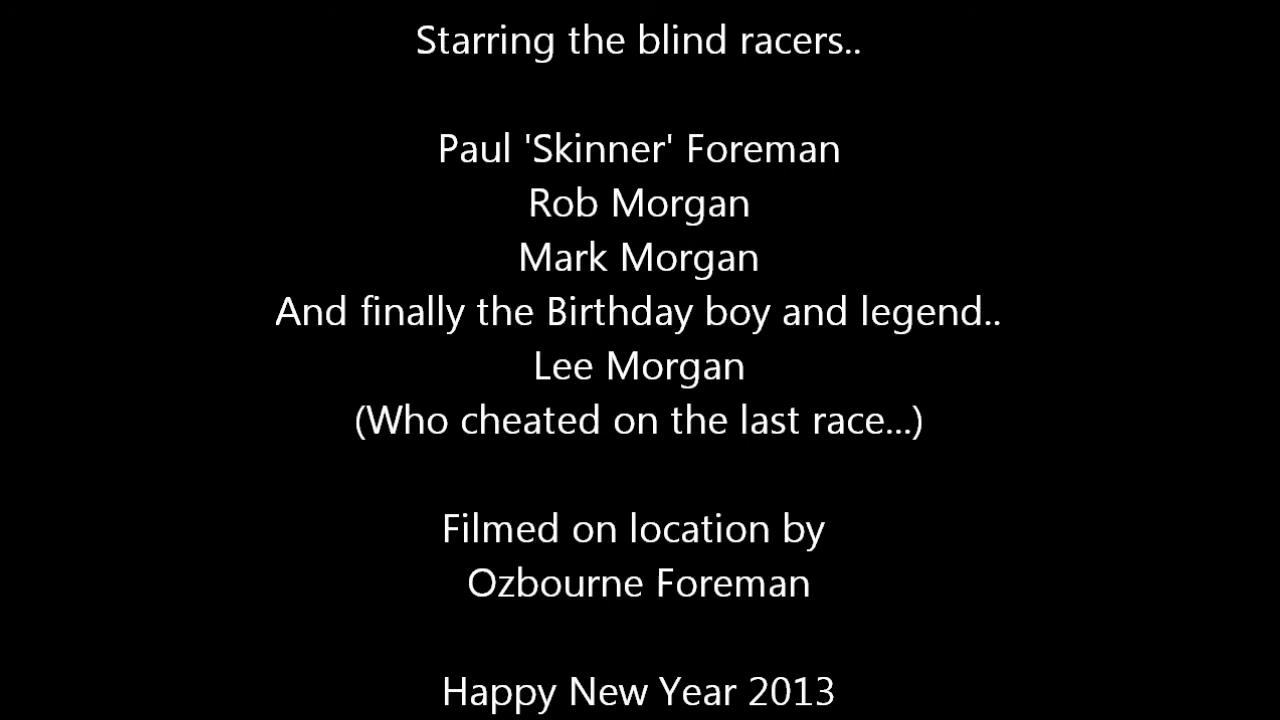 Starring the blind racers..
Paul 'Skinner' Foreman
Rob Morgan
Mark Morgan
And finally the Birthday boy and legend..
Lee Morgan
(Who cheated on the last race...)
Filmed on location by
Ozbourne Foreman
Happy New Year 2013